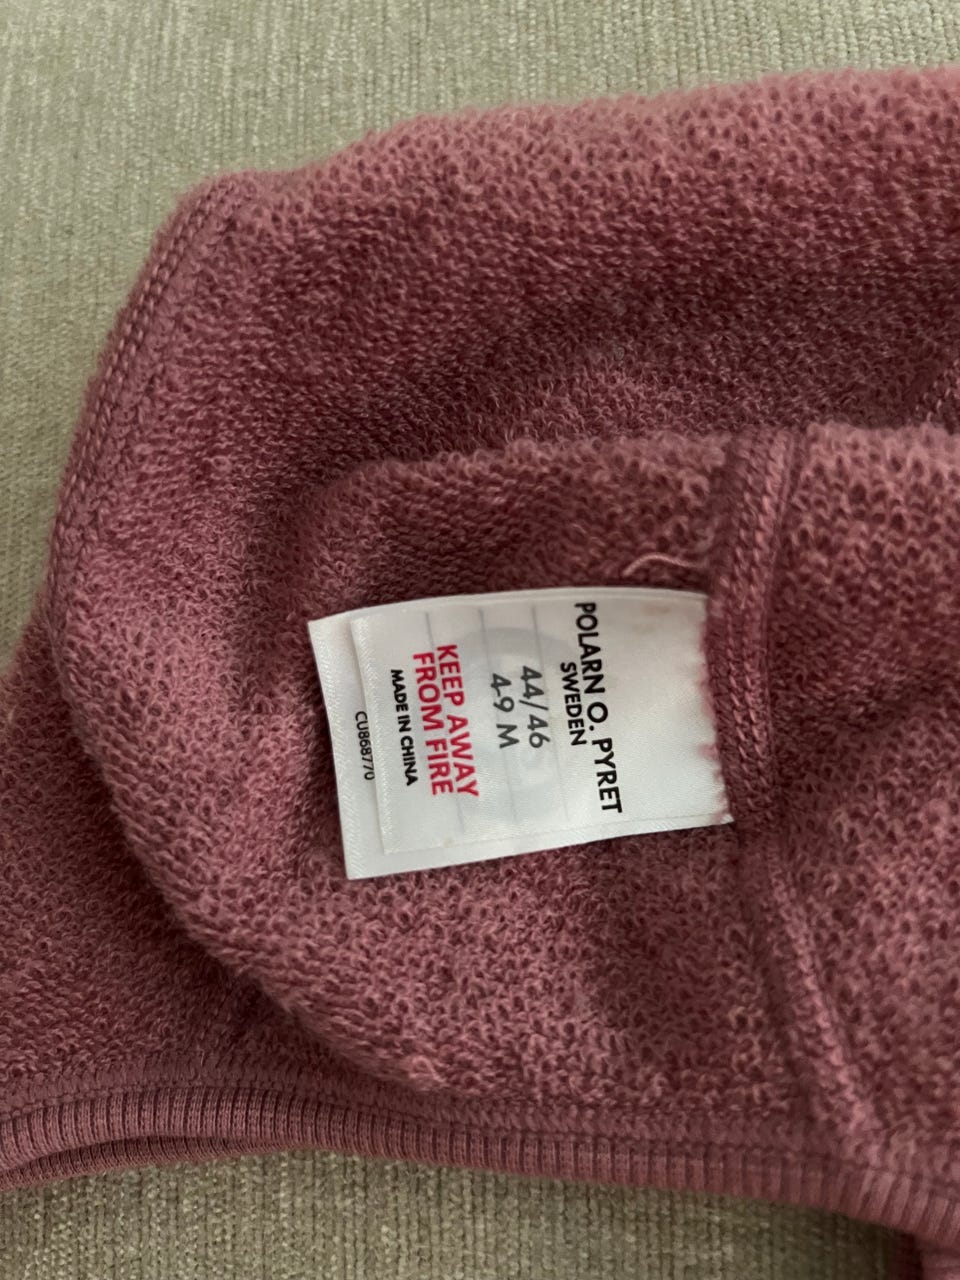 POLARN O. PYRET
SWEDEN
44/46
4-9 M
KEEP AWAY
FROM FIRE
MADE IN CHINA
CU868770